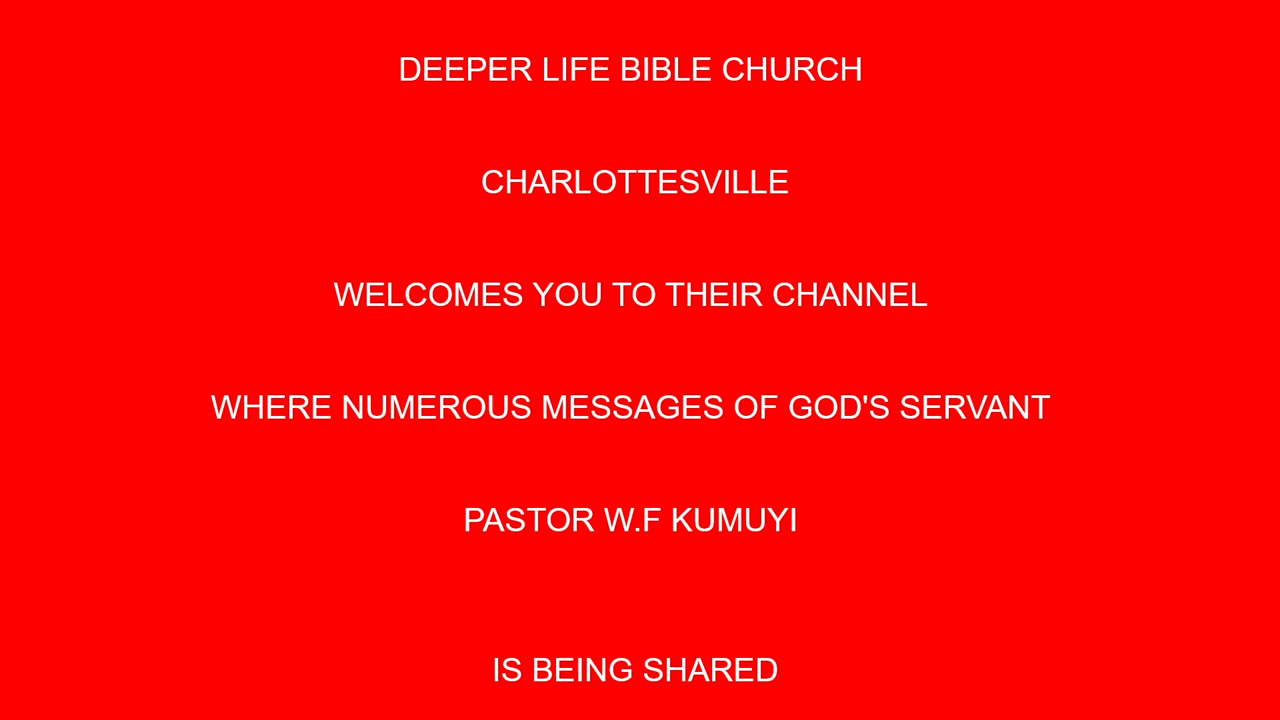 DEEPER LIFE BIBLE CHURCH
CHARLOTTESVILLE
WELCOMES YOU TO THEIR CHANNEL
WHERE NUMEROUS MESSAGES OF GOD'S SERVANT
PASTOR W.F KUMUYI
IS BEING SHARED